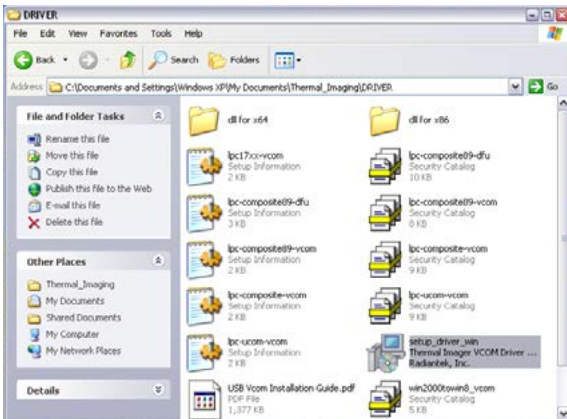 DRIVER
File Edit View Favorites Tools Help
Back Search Folders
Address C:\Documents and Settings\Windows XP\My Documents\Thermal_Imaging\DRIVER Go
File and Folder Tasks
Rename this file
Move this file
Copy this file
Publish this file to the Web
E-mail this file
Delete this file
Other Places
Thermal_Imaging
My Documents
Shared Documents
My Computer
My Network Places
Details
dll for x64
dll for x86
lpc17xx-vcom
Setup Information
2 KB
lpc-composite89-dfu
Security Catalog
10 KB
lpc-composite89-dfu
Setup Information
3 KB
lpc-composite89-vcom
Security Catalog
8 KB
lpc-composite89-vcom
Setup Information
2 KB
lpc-composite-vcom
Security Catalog
9 KB
lpc-composite-vcom
Setup Information
2 KB
lpc-ucom-vcom
Security Catalog
9 KB
lpc-ucom-vcom
Setup Information
2 KB
setup_driver_win
Thermal Imager VCOM Driver ...
Radiantek, Inc.
USB Vcom Installation Guide.pdf
PDF File
1,377 KB
win2000towin8_vcom
Security Catalog
5 KB